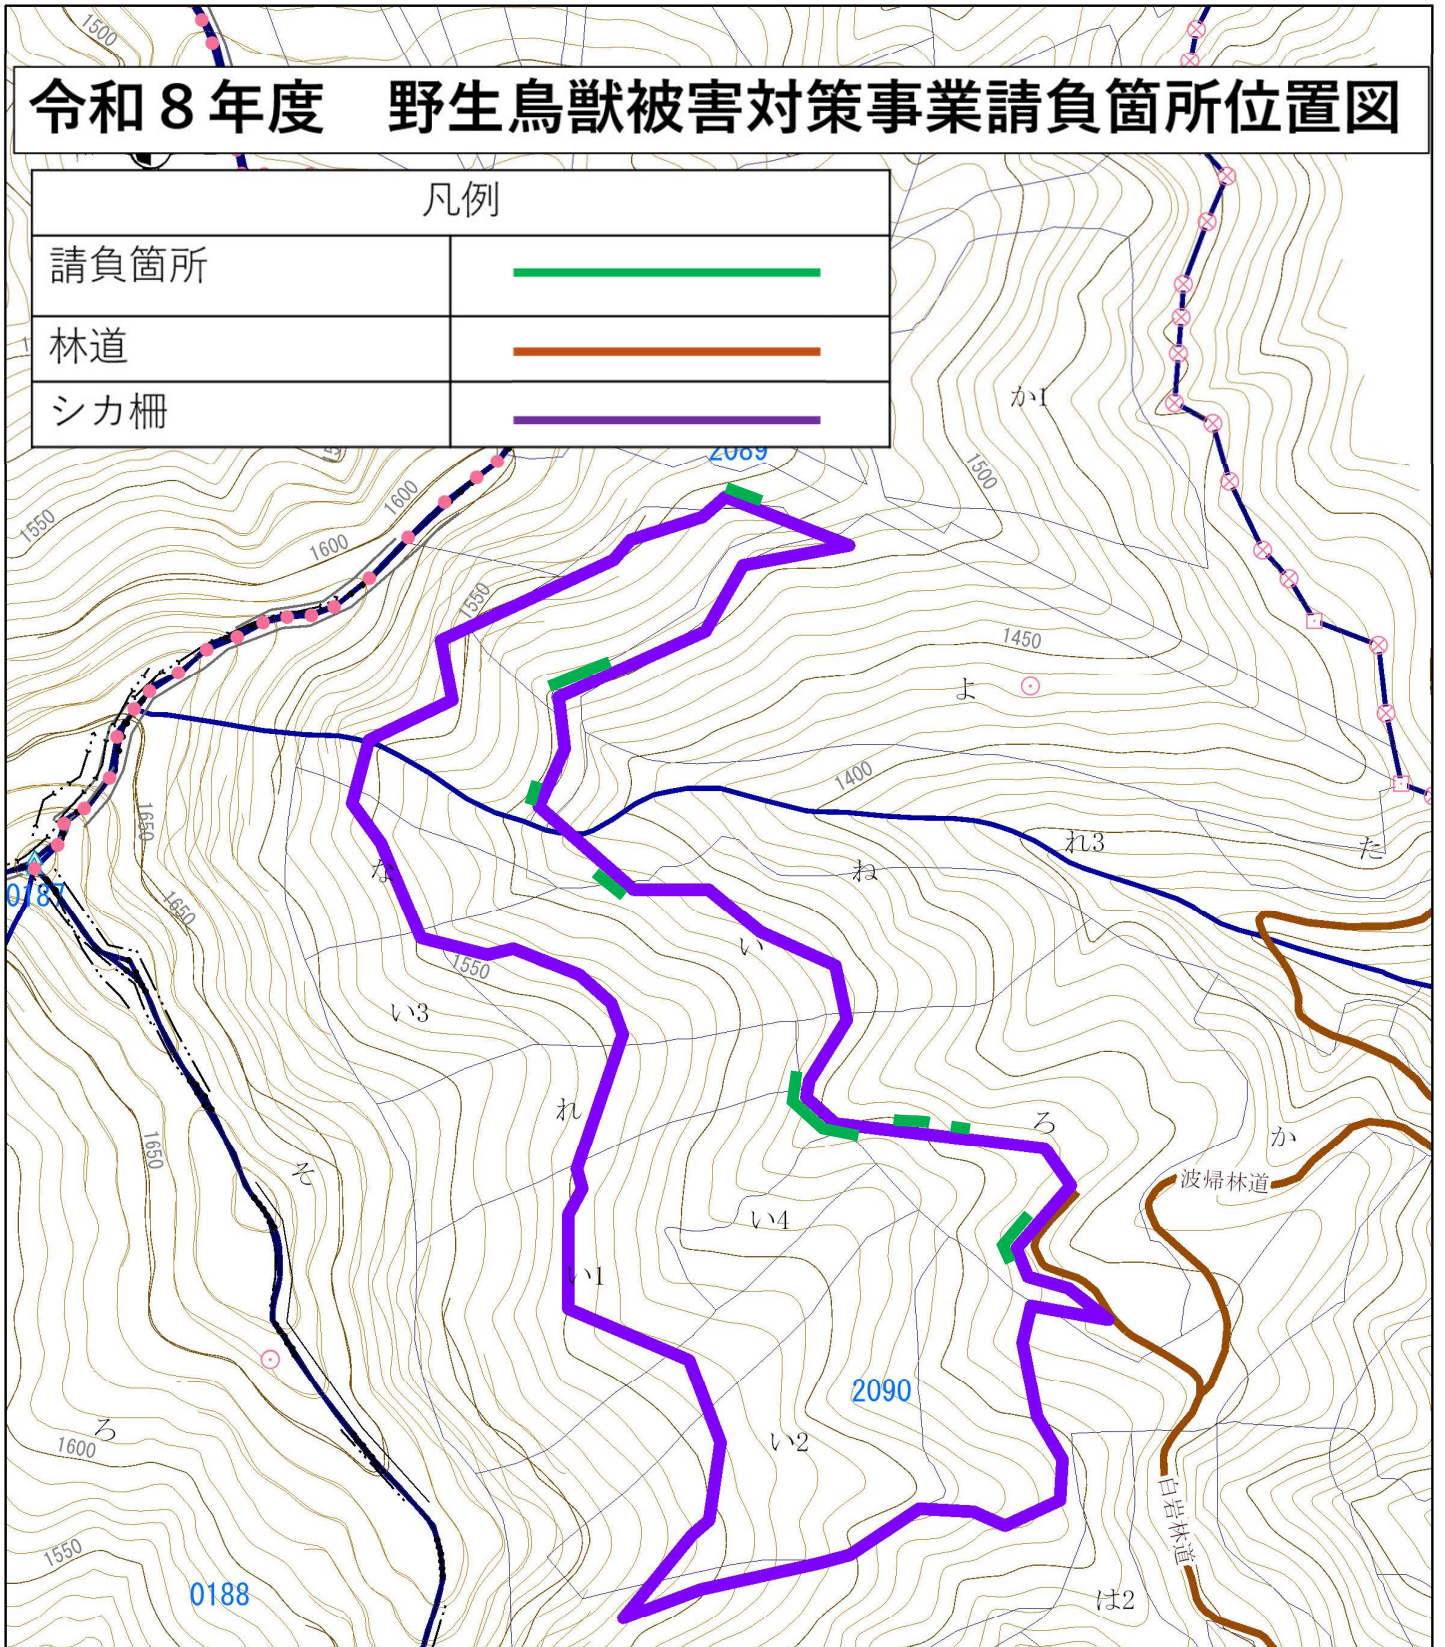 1500
令和８年度　野生鳥獣被害対策事業請負箇所位置図
凡例
請負箇所
林道
シカ柵
か1
2089
1500
1600
1550
1600
1550
1450
よ
1400
れ3
た
1650
な
ね
0187
1650
い
1550
い3
れ
ろ
か
1650
そ
波帰林道
い4
い1
2090
ろ
い2
1600
白岩林道
1550
0188
は2